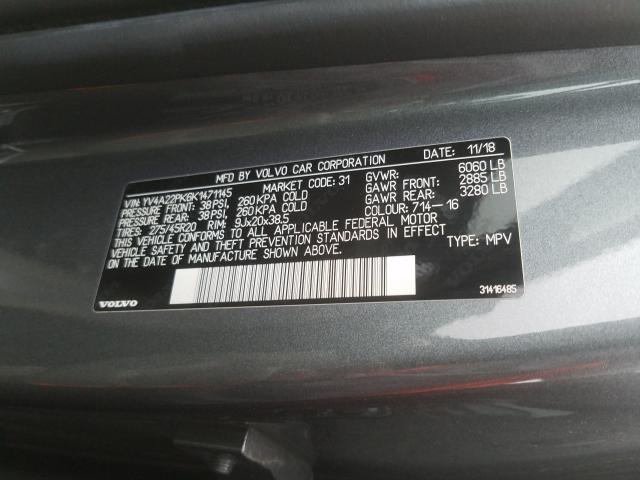 MFD BY VOLVO CAR CORPORATION DATE: 11/18
VIN: YV4A22PK6K1471145 MARKET CODE: 31 GVWR: 6060 LB
PRESSURE FRONT: 38 PSI, 260 KPA COLD GAWR FRONT: 2885 LB
PRESSURE REAR: 38 PSI, 260 KPA COLD GAWR REAR: 3280 LB
TIRES: 275/45R20 RIM: 9Jx20x38.5 COLOUR: 714-16
THIS VEHICLE CONFORMS TO ALL APPLICABLE FEDERAL MOTOR
VEHICLE SAFETY AND THEFT PREVENTION STANDARDS IN EFFECT
ON THE DATE OF MANUFACTURE SHOWN ABOVE. TYPE: MPV
VOLVO 31416485